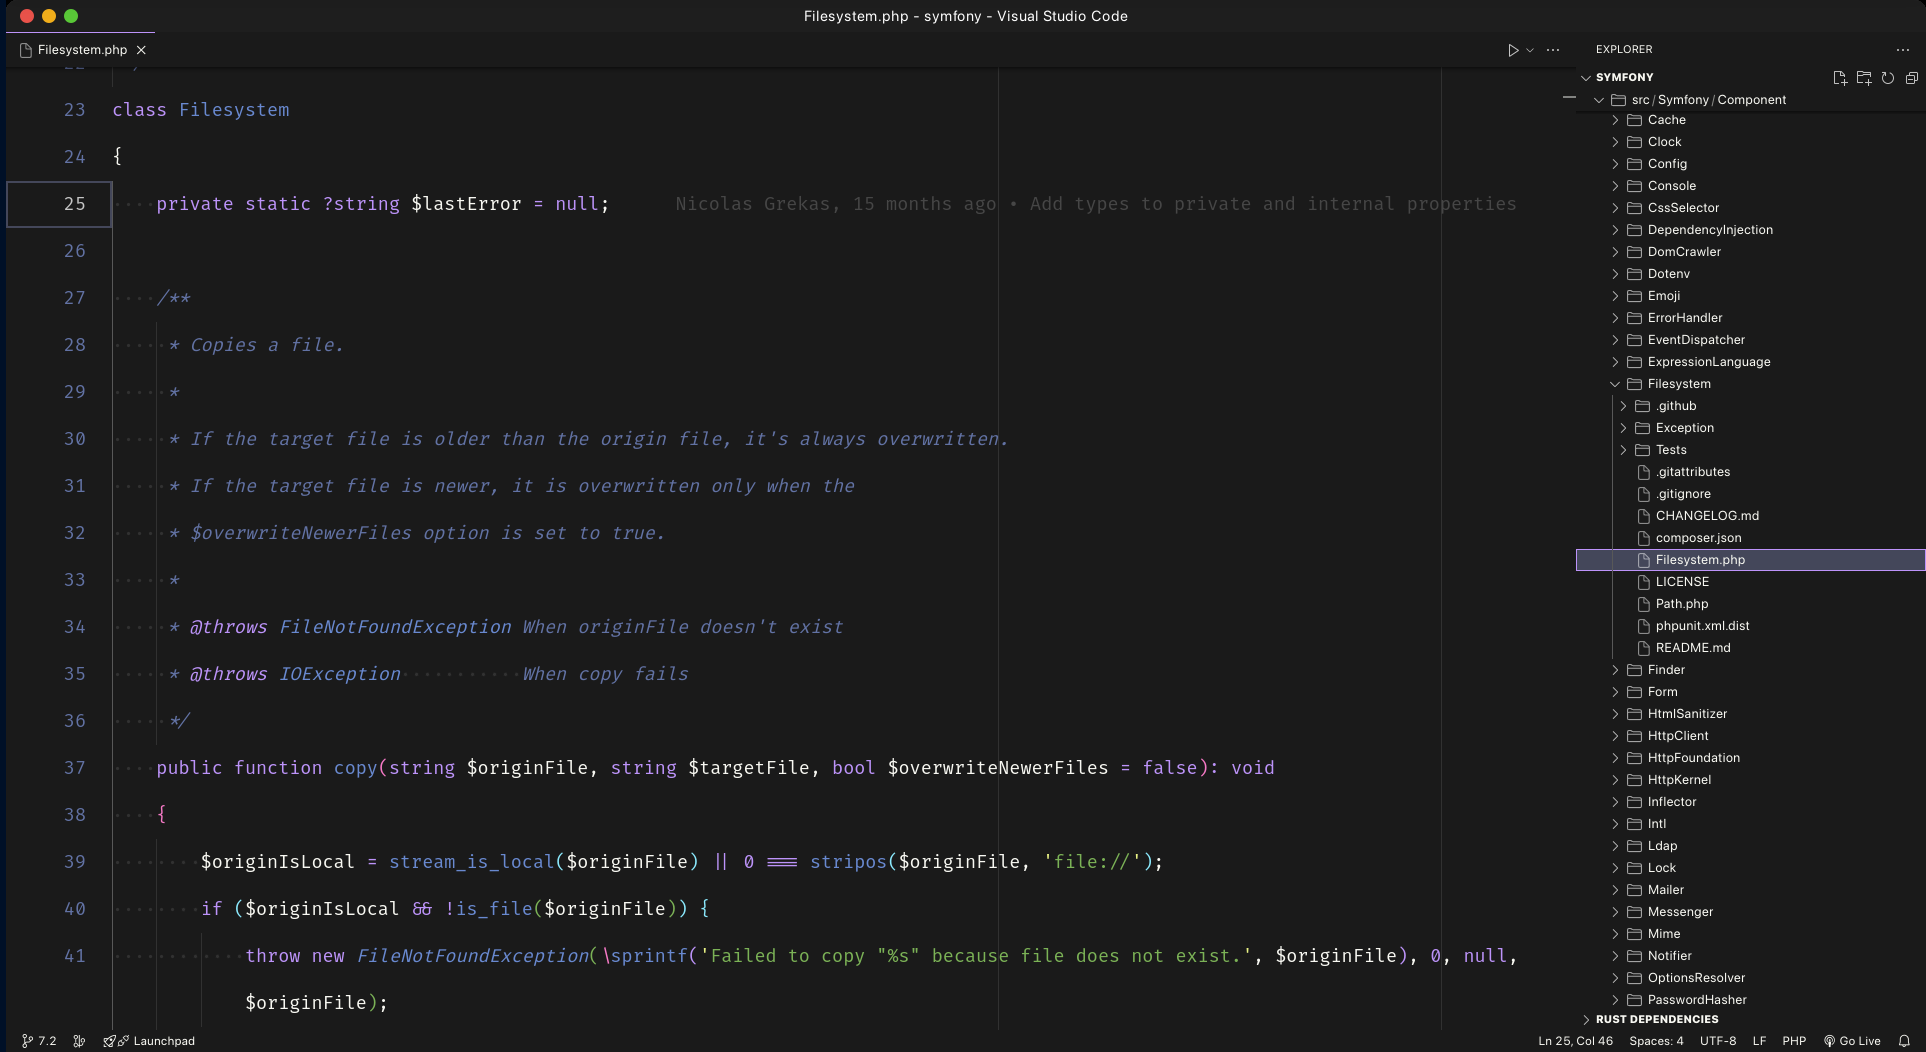 Filesystem.php - symfony - Visual Studio Code
Filesystem.php
23 class Filesystem
24 {
25 private static ?string $lastError = null; Nicolas Grekas, 15 months ago • Add types to private and internal properties
26
27 /**
28 * Copies a file.
29 *
30 * If the target file is older than the origin file, it's always overwritten.
31 * If the target file is newer, it is overwritten only when the
32 * $overwriteNewerFiles option is set to true.
33 *
34 * @throws FileNotFoundException When originFile doesn't exist
35 * @throws IOException When copy fails
36 */
37 public function copy(string $originFile, string $targetFile, bool $overwriteNewerFiles = false): void
38 {
39 $originIsLocal = stream_is_local($originFile) || 0 === stripos($originFile, 'file://');
40 if ($originIsLocal && !is_file($originFile)) {
41 throw new FileNotFoundException(\sprintf('Failed to copy "%s" because file does not exist.', $originFile), 0, null,
$originFile);
EXPLORER
SYMFONY
src / Symfony / Component
Cache
Clock
Config
Console
CssSelector
DependencyInjection
DomCrawler
Dotenv
Emoji
ErrorHandler
EventDispatcher
ExpressionLanguage
Filesystem
.github
Exception
Tests
.gitattributes
.gitignore
CHANGELOG.md
composer.json
Filesystem.php
LICENSE
Path.php
phpunit.xml.dist
README.md
Finder
Form
HtmlSanitizer
HttpClient
HttpFoundation
HttpKernel
Inflector
Intl
Ldap
Lock
Mailer
Messenger
Mime
Notifier
OptionsResolver
PasswordHasher
RUST DEPENDENCIES
7.2 Launchpad
Ln 25, Col 46 Spaces: 4 UTF-8 LF PHP Go Live